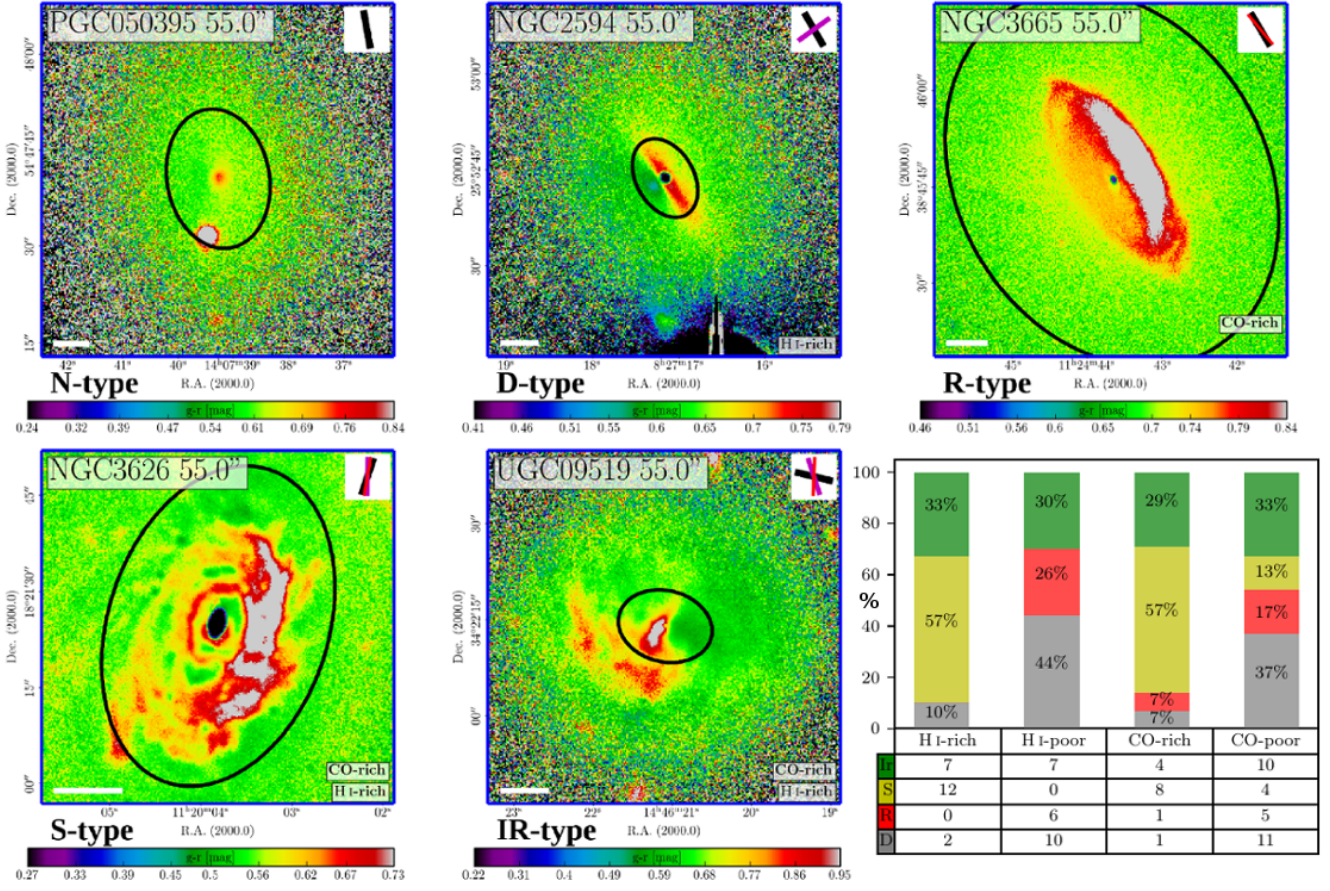 PGC050395 55.0”
Dec. (2000.0)
48′00″
54°47′45″
30″
15″
42ˢ 41ˢ 40ˢ 14ʰ07ᵐ39ˢ 38ˢ 37ˢ
N-type
R.A. (2000.0)
g-r [mag]
0.24 0.32 0.39 0.47 0.54 0.61 0.69 0.76 0.84
NGC2594 55.0”
Dec. (2000.0)
53′00″
25°52′45″
30″
H I-rich
19ˢ 18ˢ 8ʰ27ᵐ17ˢ 16ˢ
D-type
R.A. (2000.0)
g-r [mag]
0.41 0.46 0.51 0.55 0.6 0.65 0.7 0.75 0.79
NGC3665 55.0”
Dec. (2000.0)
46′00″
38°45′45″
30″
CO-rich
45ˢ 11ʰ24ᵐ44ˢ 43ˢ 42ˢ
R-type
R.A. (2000.0)
g-r [mag]
0.46 0.51 0.56 0.6 0.65 0.7 0.74 0.79 0.84
NGC3626 55.0”
Dec. (2000.0)
45″
18°21′30″
15″
00″
CO-rich
H I-rich
05ˢ 11ʰ20ᵐ04ˢ 03ˢ 02ˢ
S-type
R.A. (2000.0)
g-r [mag]
0.27 0.33 0.39 0.45 0.5 0.56 0.62 0.67 0.73
UGC09519 55.0”
Dec. (2000.0)
30″
34°22′15″
00″
CO-rich
H I-rich
23ˢ 22ˢ 14ʰ46ᵐ21ˢ 20ˢ 19ˢ
IR-type
R.A. (2000.0)
g-r [mag]
0.22 0.31 0.4 0.49 0.59 0.68 0.77 0.86 0.95
100
80
60
%
40
20
0
33% 30% 29% 33%
57% 26% 57% 13%
10% 44% 7% 17%
7% 37%
H I-rich H I-poor CO-rich CO-poor
Ir 7 7 4 10
S 12 0 8 4
R 0 6 1 5
D 2 10 1 11